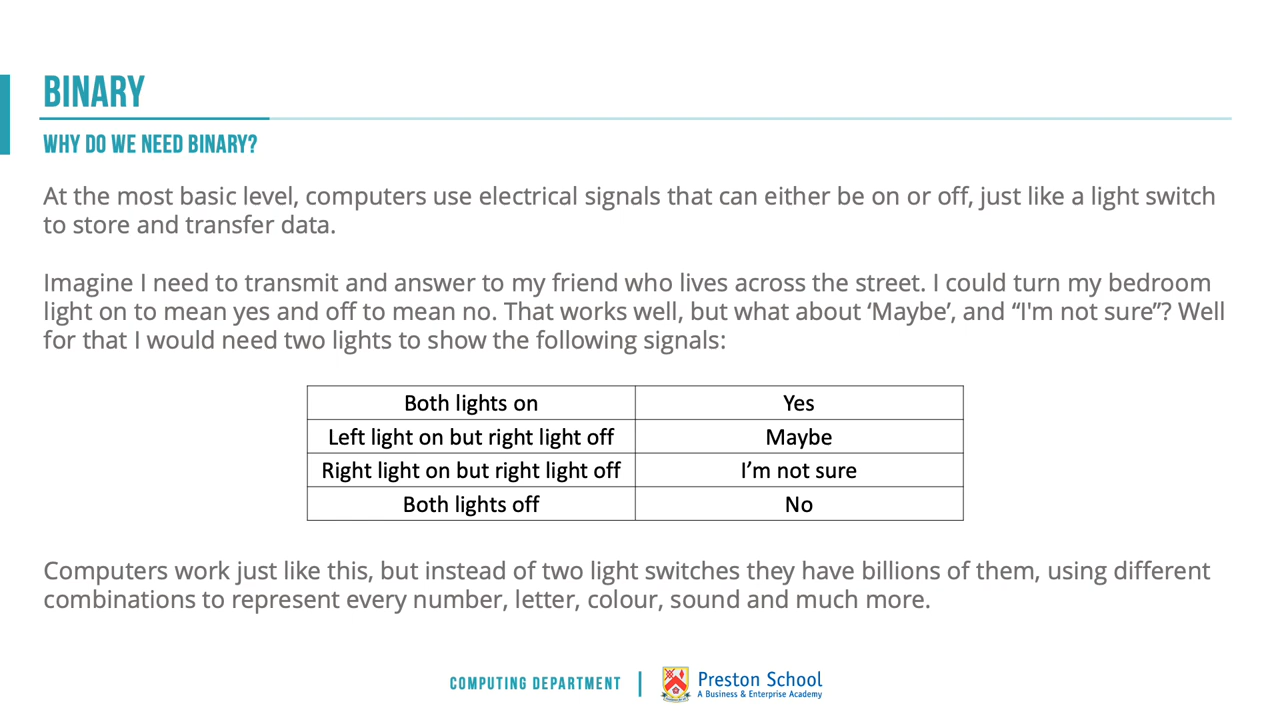 BINARY
WHY DO WE NEED BINARY?
At the most basic level, computers use electrical signals that can either be on or off, just like a light switch
to store and transfer data.
Imagine I need to transmit and answer to my friend who lives across the street. I could turn my bedroom
light on to mean yes and off to mean no. That works well, but what about ‘Maybe’, and “I'm not sure”? Well
for that I would need two lights to show the following signals:
Both lights on Yes
Left light on but right light off Maybe
Right light on but right light off I’m not sure
Both lights off No
Computers work just like this, but instead of two light switches they have billions of them, using different
combinations to represent every number, letter, colour, sound and much more.
COMPUTING DEPARTMENT
Preston School
A Business & Enterprise Academy